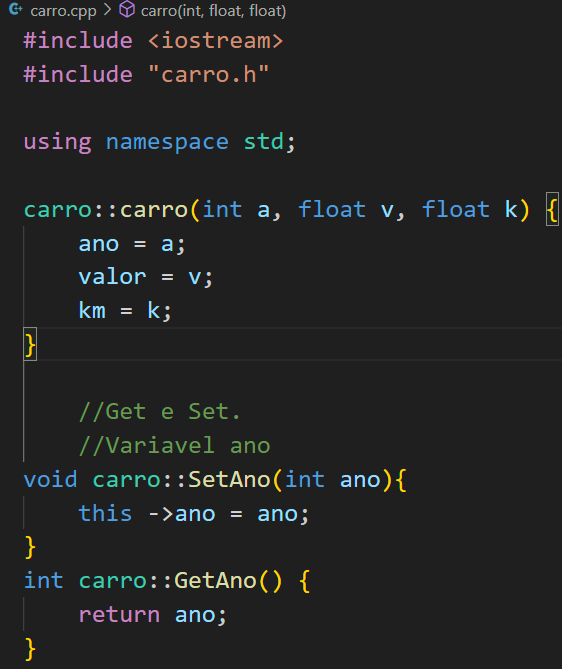 carro.cpp > carro(int, float, float)
#include <iostream>
#include "carro.h"
using namespace std;
carro::carro(int a, float v, float k) {
    ano = a;
    valor = v;
    km = k;
}
    //Get e Set.
    //Variavel ano
void carro::SetAno(int ano){
    this ->ano = ano;
}
int carro::GetAno() {
    return ano;
}